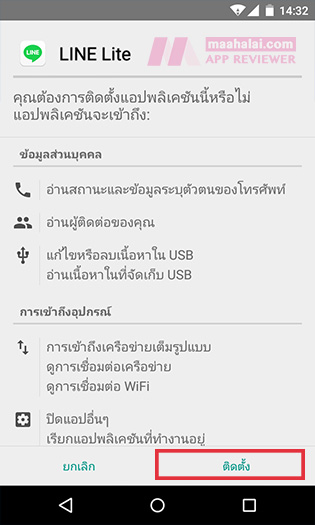 14:32
LINE
LINE Lite
maahalai.com
APP REVIEWER
คุณต้องการติดตั้งแอปพลิเคชันนี้หรือไม่
แอปพลิเคชันจะเข้าถึง:
ข้อมูลส่วนบุคคล
อ่านสถานะและข้อมูลระบุตัวตนของโทรศัพท์
อ่านผู้ติดต่อของคุณ
แก้ไขหรือลบเนื้อหาใน USB
อ่านเนื้อหาในที่จัดเก็บ USB
การเข้าถึงอุปกรณ์
การเข้าถึงเครือข่ายเต็มรูปแบบ
ดูการเชื่อมต่อเครือข่าย
ดูการเชื่อมต่อ WiFi
ปิดแอปอื่นๆ
เรียกแอปพลิเคชันที่ทำงานอยู่
ยกเลิก
ติดตั้ง